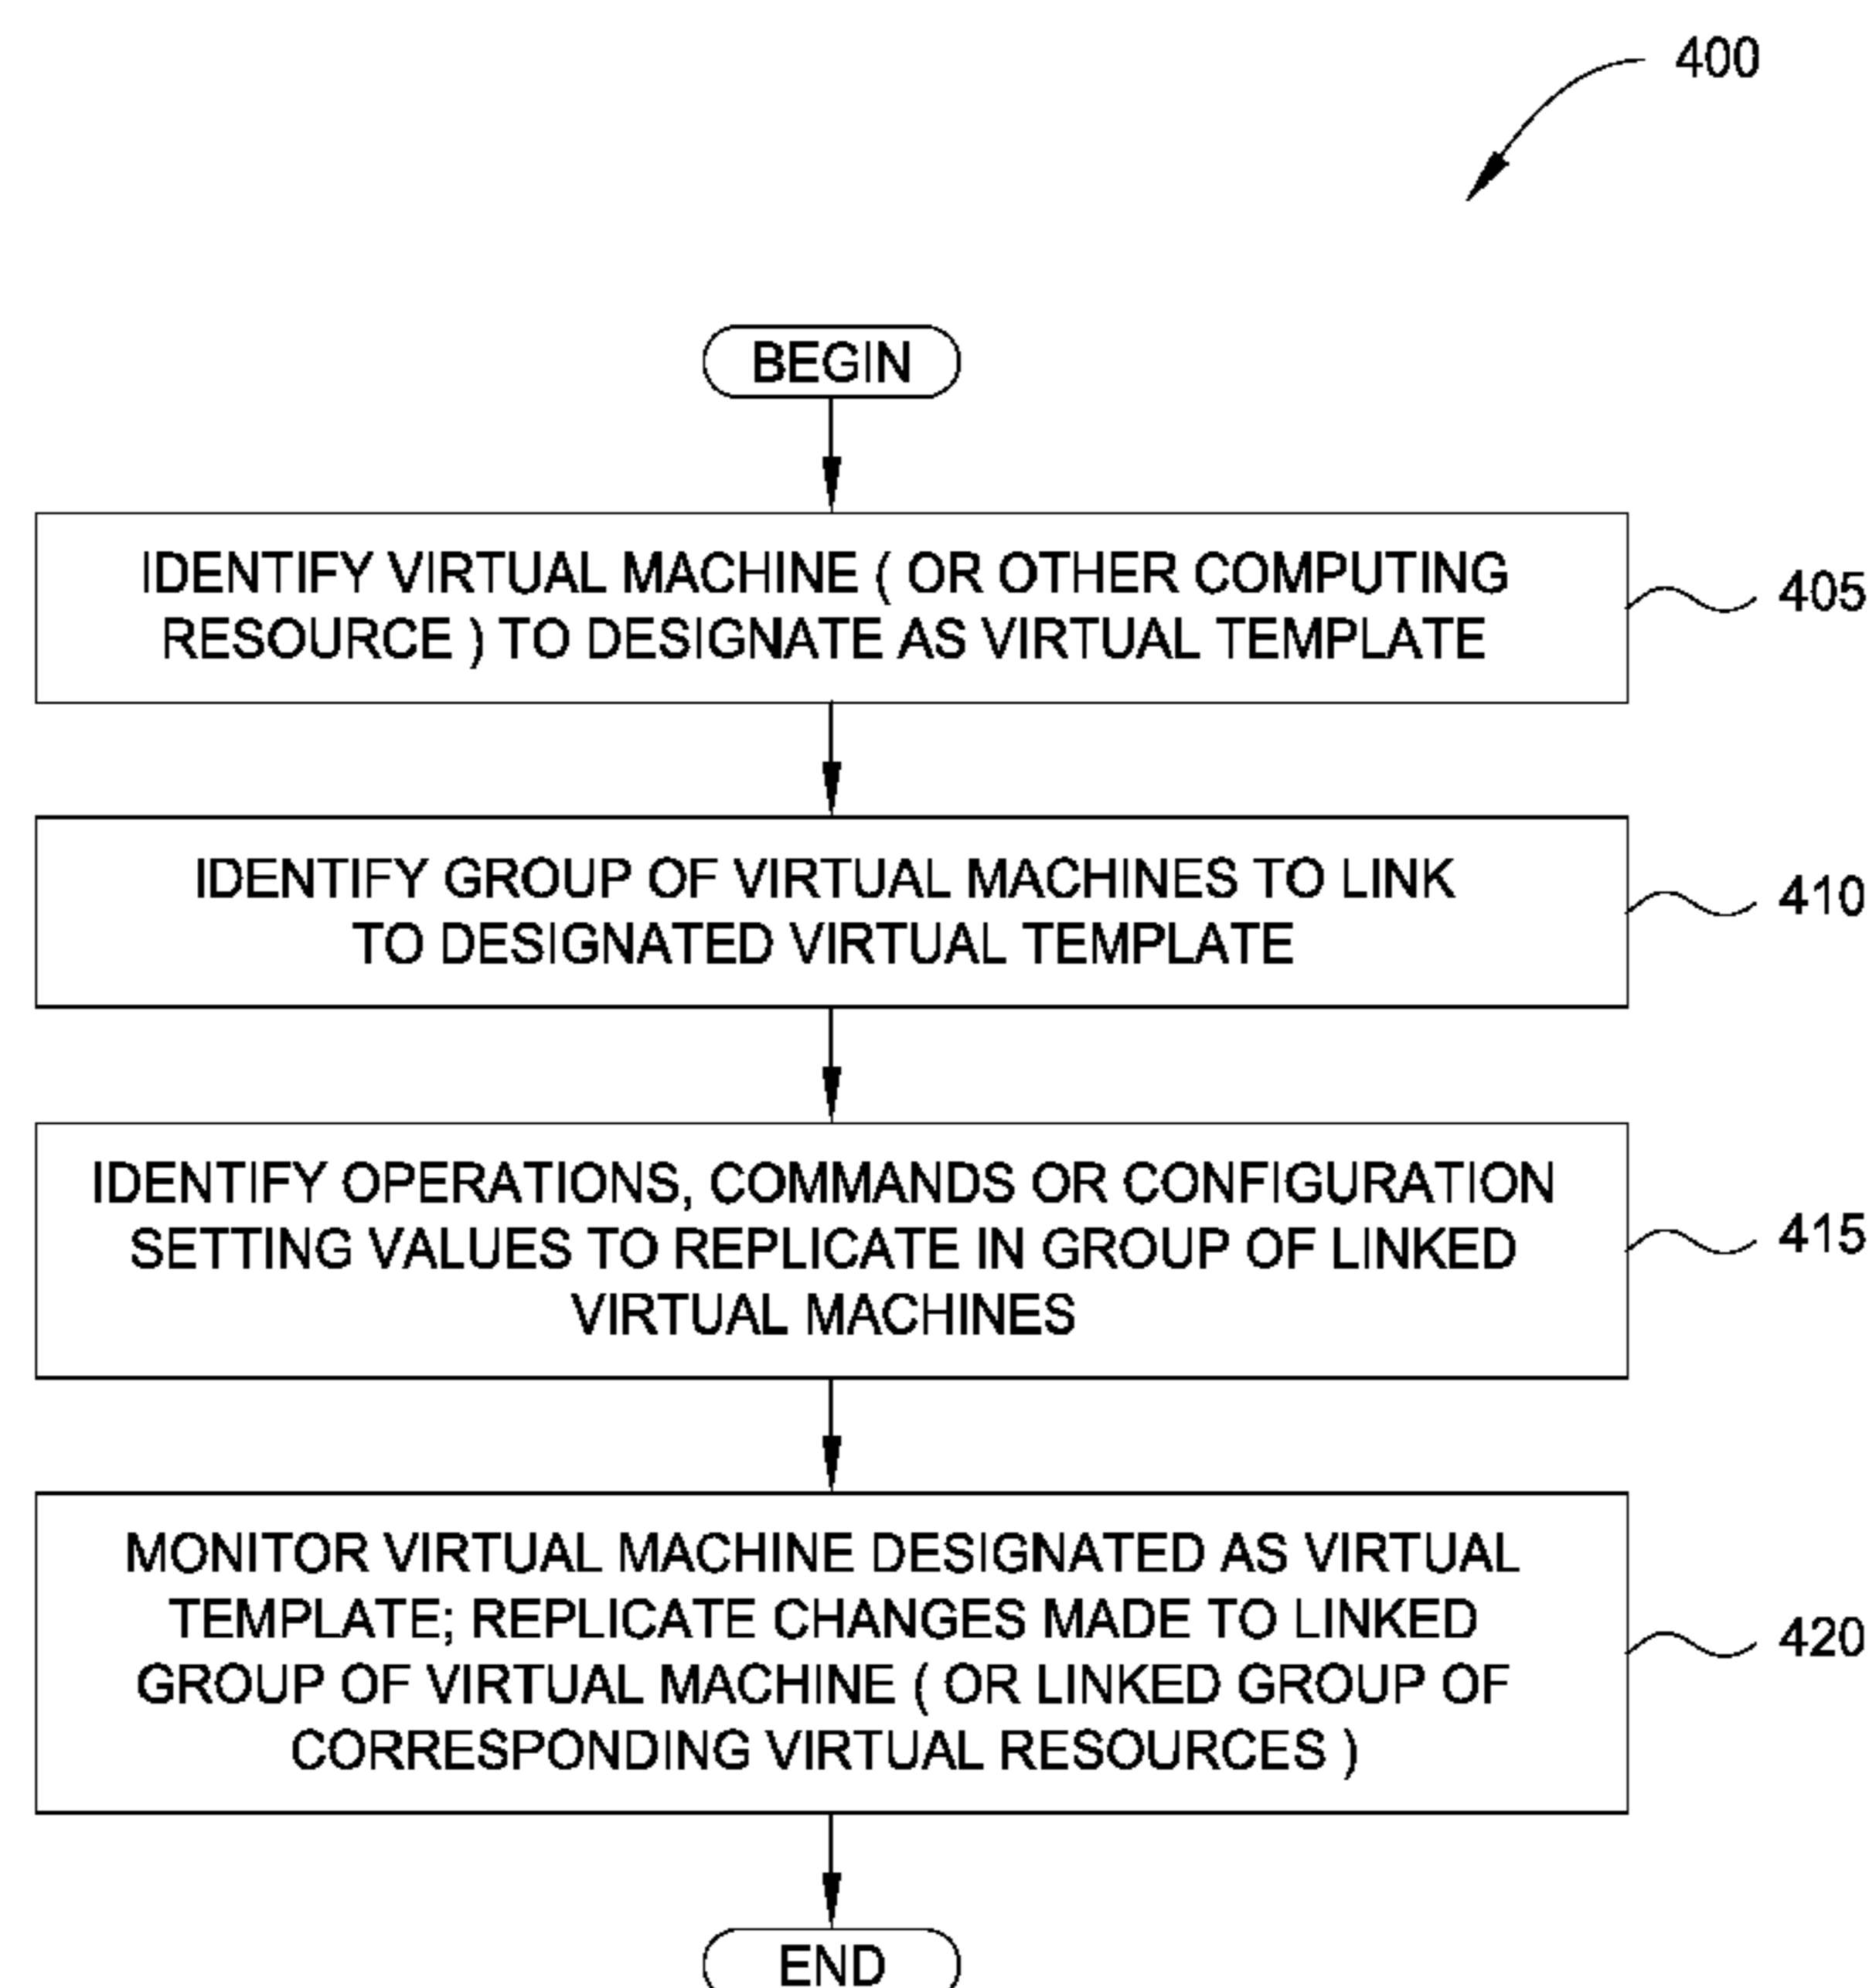 400
BEGIN
IDENTIFY VIRTUAL MACHINE ( OR OTHER COMPUTING
RESOURCE ) TO DESIGNATE AS VIRTUAL TEMPLATE
405
IDENTIFY GROUP OF VIRTUAL MACHINES TO LINK
TO DESIGNATED VIRTUAL TEMPLATE
410
IDENTIFY OPERATIONS, COMMANDS OR CONFIGURATION
SETTING VALUES TO REPLICATE IN GROUP OF LINKED
VIRTUAL MACHINES
415
MONITOR VIRTUAL MACHINE DESIGNATED AS VIRTUAL
TEMPLATE; REPLICATE CHANGES MADE TO LINKED
GROUP OF VIRTUAL MACHINE ( OR LINKED GROUP OF
CORRESPONDING VIRTUAL RESOURCES )
420
END